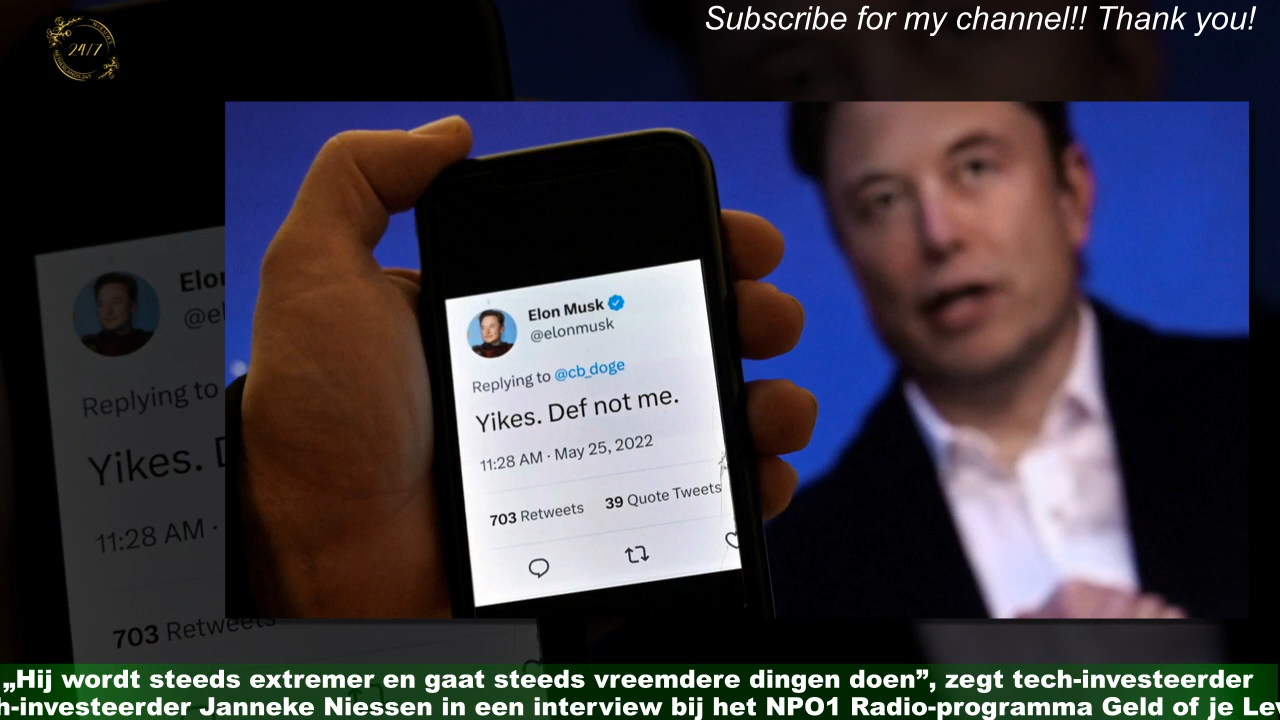 Subscribe for my channel!! Thank you!
24/7
Elon Musk
@elonmusk
Replying to @cb_doge
Yikes. Def not me.
11:28 AM · May 25, 2022
703 Retweets 39 Quote Tweets
Elon
@el
Replying to
Yikes.
11:28 AM ·
703 Retweets
„Hij wordt steeds extremer en gaat steeds vreemdere dingen doen”, zegt tech-investeerder
h-investeerder Janneke Niessen in een interview bij het NPO1 Radio-programma Geld of je Lev